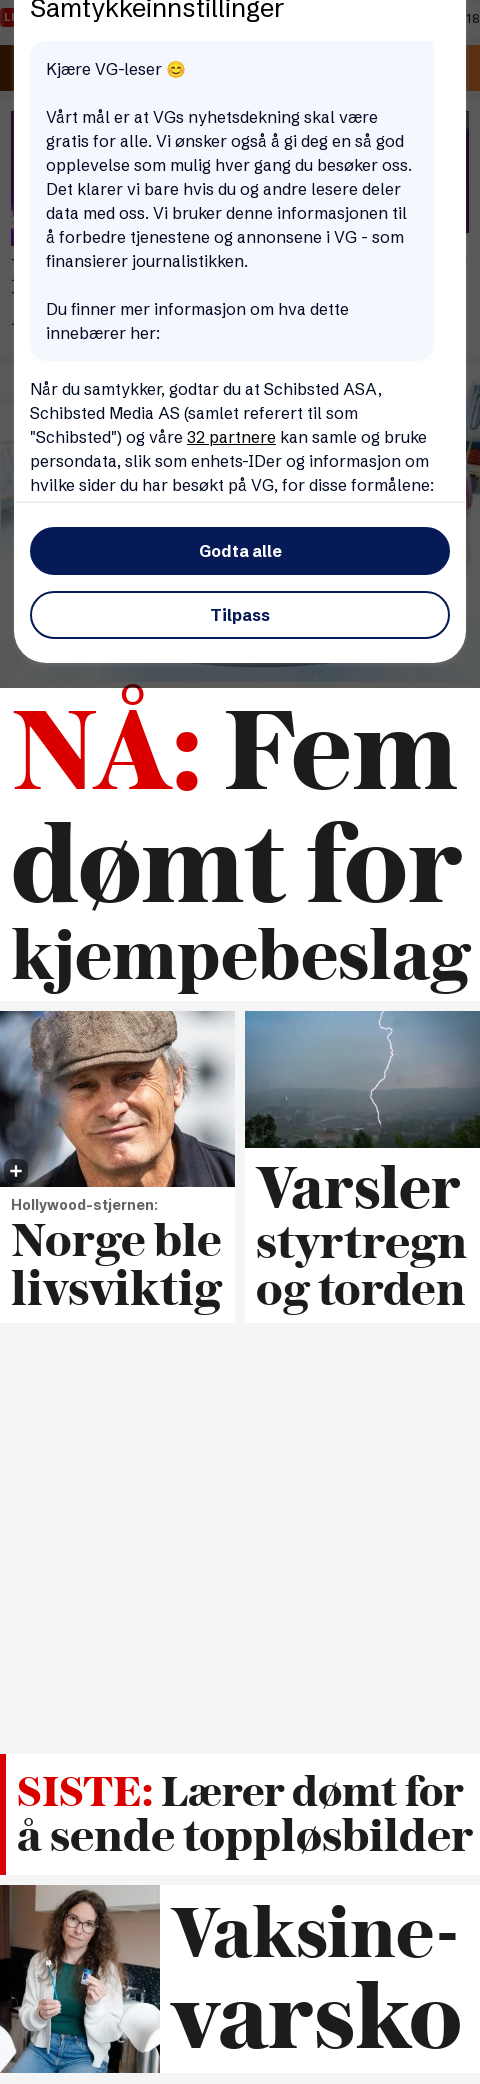 Samtykkeinnstillinger
18
Kjære VG-leser 😊
Vårt mål er at VGs nyhetsdekning skal være
gratis for alle. Vi ønsker også å gi deg en så god
opplevelse som mulig hver gang du besøker oss.
Det klarer vi bare hvis du og andre lesere deler
data med oss. Vi bruker denne informasjonen til
å forbedre tjenestene og annonsene i VG - som
finansierer journalistikken.
Du finner mer informasjon om hva dette
innebærer her:
Når du samtykker, godtar du at Schibsted ASA,
Schibsted Media AS (samlet referert til som
"Schibsted") og våre 32 partnere kan samle og bruke
persondata, slik som enhets-IDer og informasjon om
hvilke sider du har besøkt på VG, for disse formålene:
Godta alle
Tilpass
NÅ: Fem
dømt for
kjempebeslag
Hollywood-stjernen:
Norge ble
livsviktig
Varsler
styrtregn
og torden
SISTE: Lærer dømt for
å sende toppløsbilder
Vaksine-
varsko